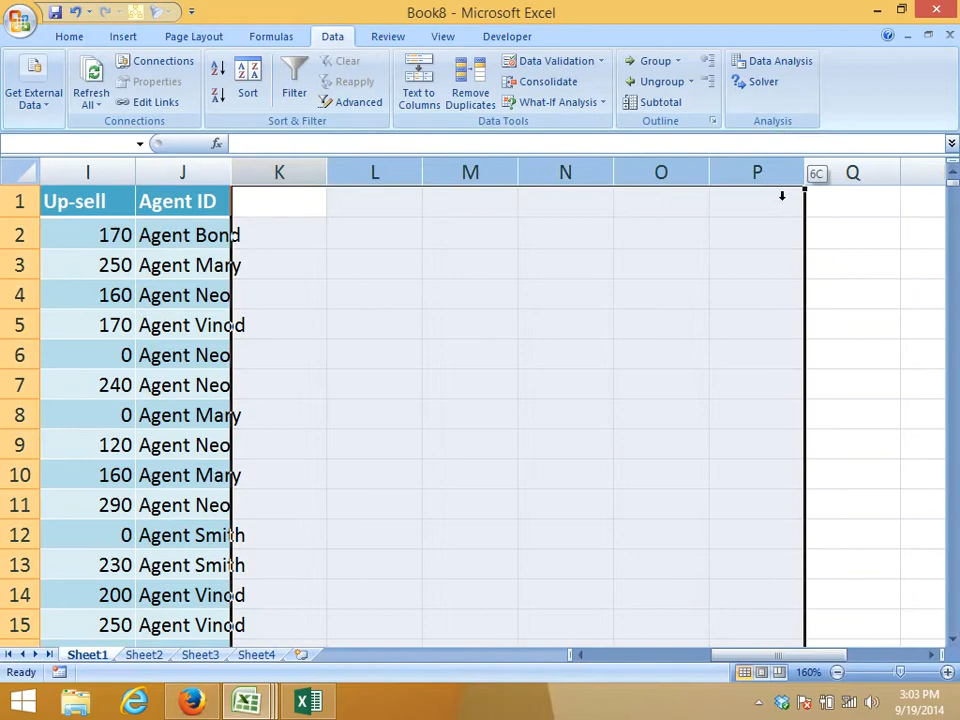 Book8 - Microsoft Excel
Home Insert Page Layout Formulas Data Review View Developer
Get External Data
Refresh All
Connections
Properties
Edit Links
Connections
Sort
Filter
Clear
Reapply
Advanced
Sort & Filter
Text to Columns
Remove Duplicates
Data Validation
Consolidate
What-If Analysis
Data Tools
Group
Ungroup
Subtotal
Outline
Data Analysis
Solver
Analysis
fx
I J K L M N O P 6C Q
1 Up-sell Agent ID
2 170 Agent Bond
3 250 Agent Mary
4 160 Agent Neo
5 170 Agent Vinod
6 0 Agent Neo
7 240 Agent Neo
8 0 Agent Mary
9 120 Agent Neo
10 160 Agent Mary
11 290 Agent Neo
12 0 Agent Smith
13 230 Agent Smith
14 200 Agent Vinod
15 250 Agent Vinod
Sheet1 Sheet2 Sheet3 Sheet4
Ready 160%
3:03 PM
9/19/2014